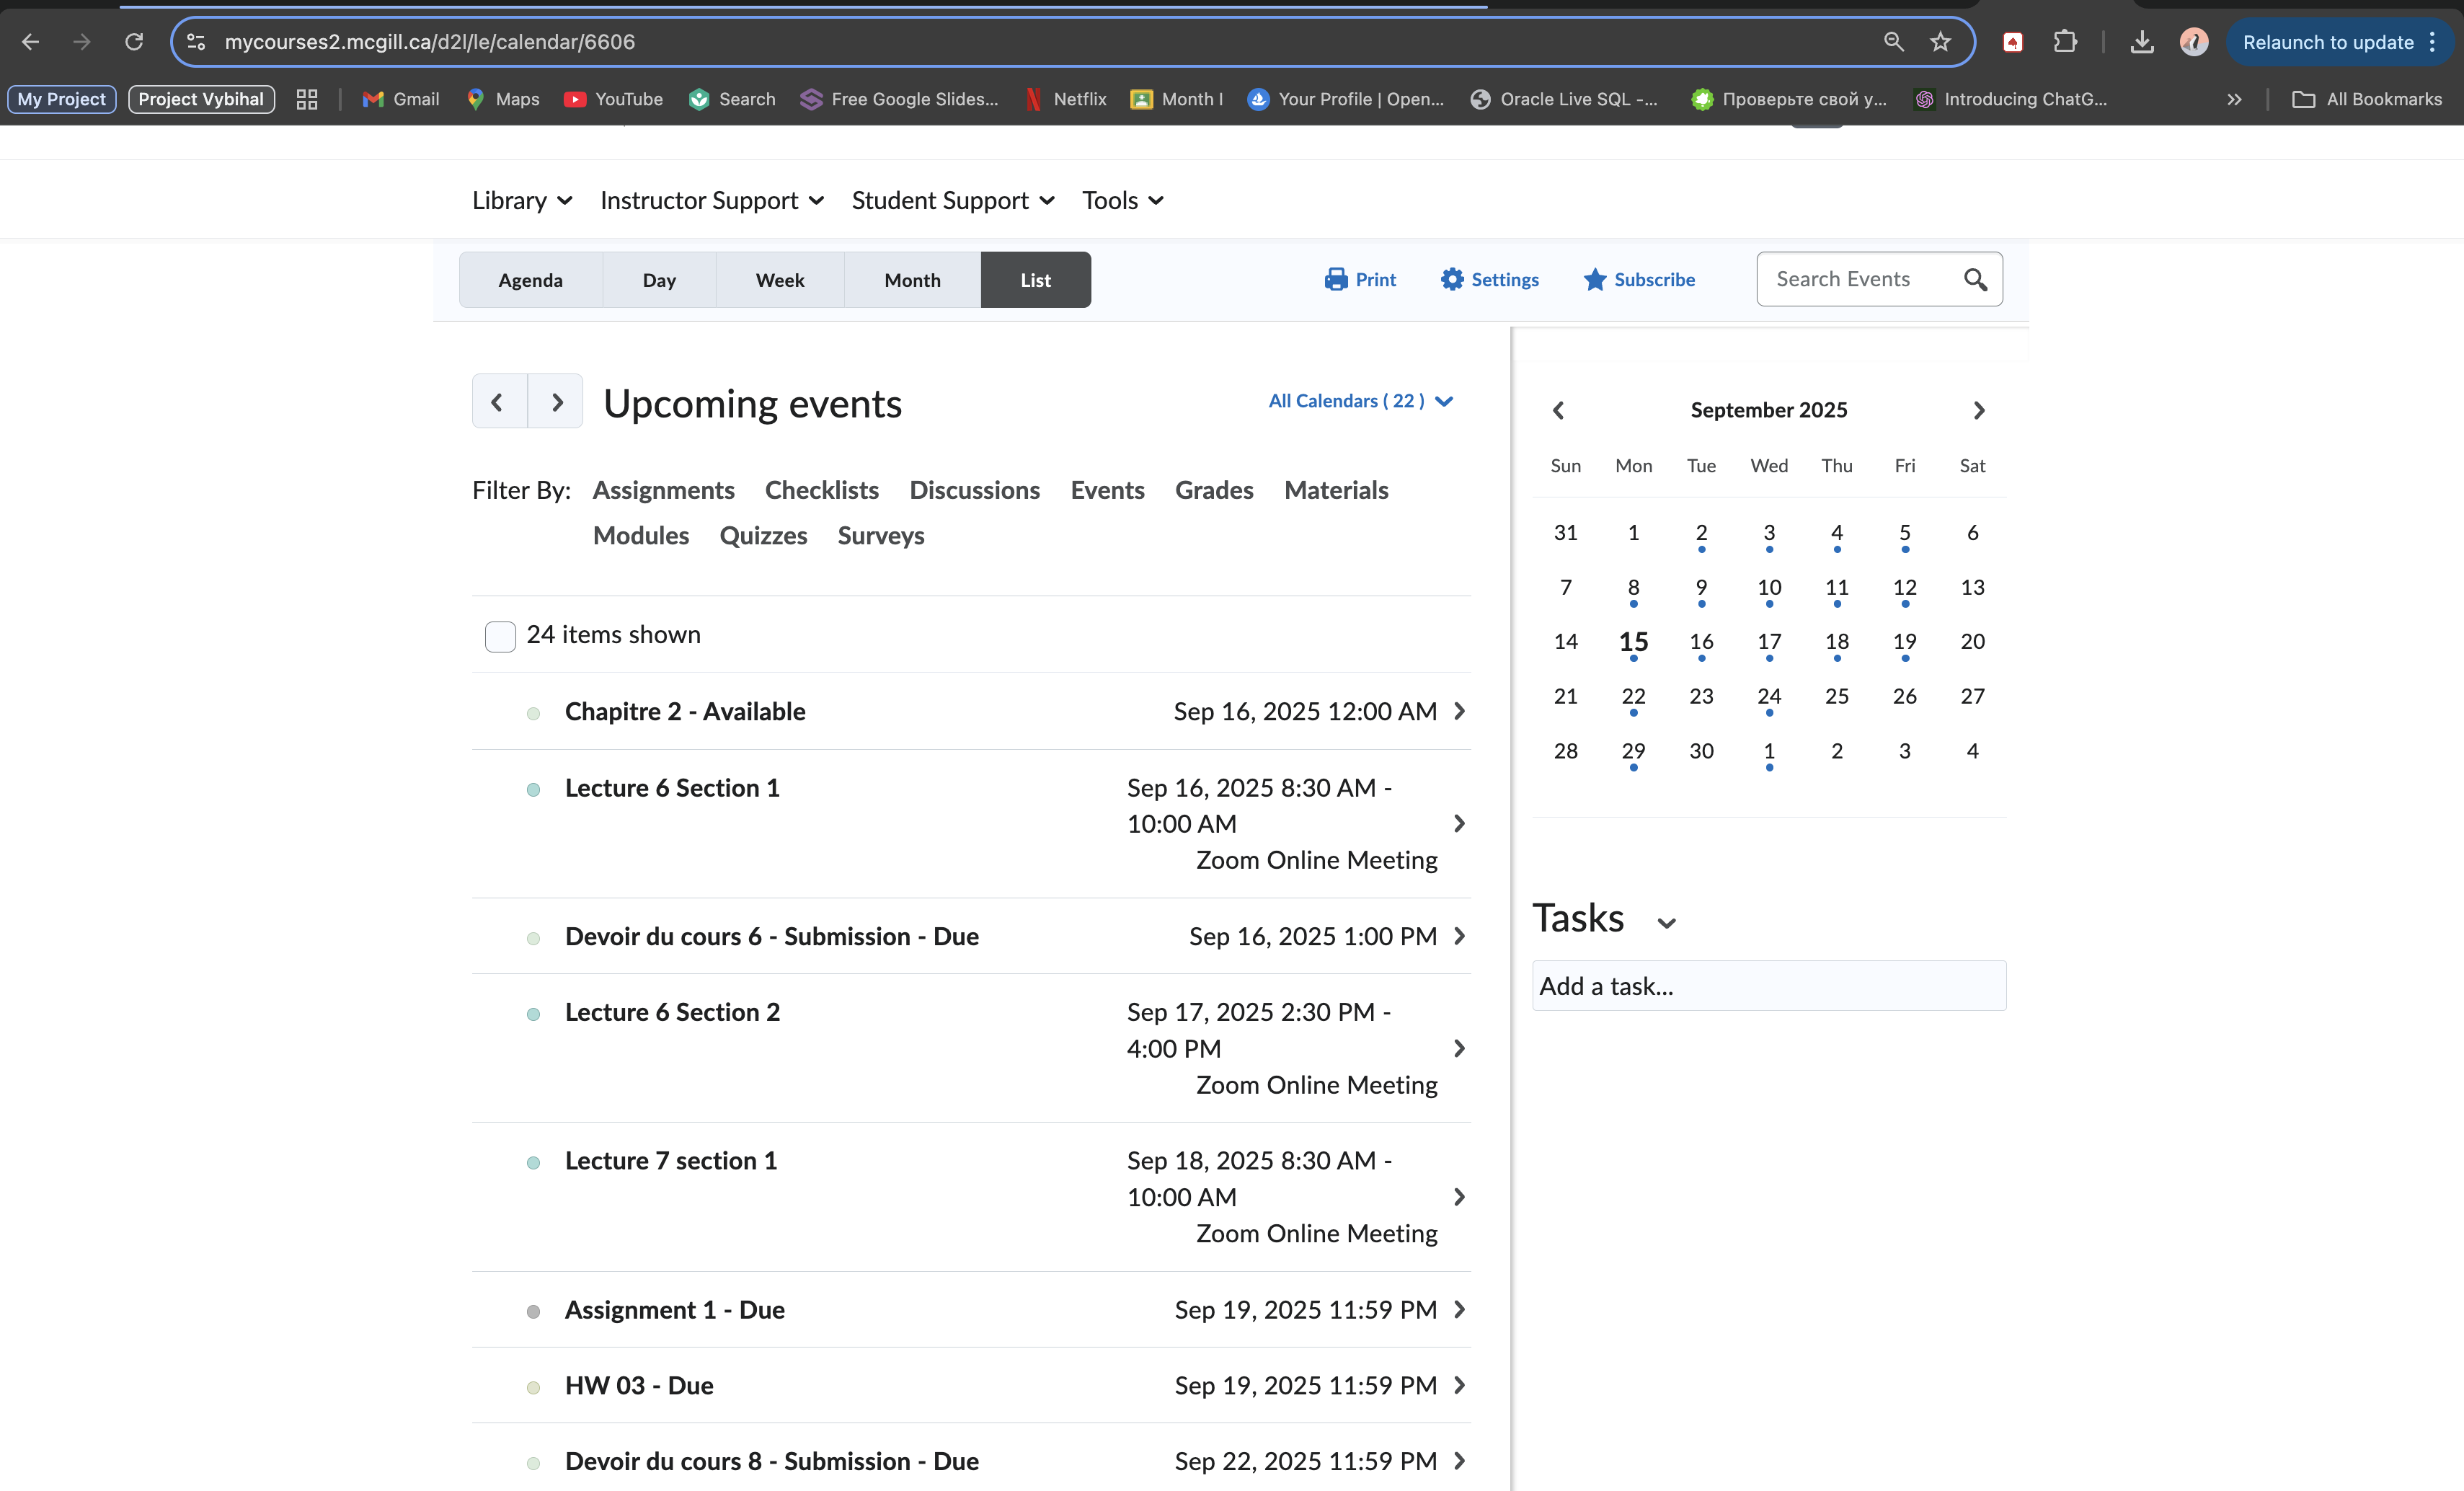 mycourses2.mcgill.ca/d2l/le/calendar/6606
Relaunch to update
My Project
Project Vybihal
Gmail
Maps
YouTube
Search
Free Google Slides...
Netflix
Month I
Your Profile | Open...
Oracle Live SQL -...
Проверьте свой у...
Introducing ChatG...
All Bookmarks
Library
Instructor Support
Student Support
Tools
Agenda
Day
Week
Month
List
Print
Settings
Subscribe
Search Events
Upcoming events
All Calendars ( 22 )
Filter By: Assignments Checklists Discussions Events Grades Materials
Modules Quizzes Surveys
24 items shown
Chapitre 2 - Available
Sep 16, 2025 12:00 AM
Lecture 6 Section 1
Sep 16, 2025 8:30 AM -
10:00 AM
Zoom Online Meeting
Devoir du cours 6 - Submission - Due
Sep 16, 2025 1:00 PM
Lecture 6 Section 2
Sep 17, 2025 2:30 PM -
4:00 PM
Zoom Online Meeting
Lecture 7 section 1
Sep 18, 2025 8:30 AM -
10:00 AM
Zoom Online Meeting
Assignment 1 - Due
Sep 19, 2025 11:59 PM
HW 03 - Due
Sep 19, 2025 11:59 PM
Devoir du cours 8 - Submission - Due
Sep 22, 2025 11:59 PM
September 2025
Sun Mon Tue Wed Thu Fri Sat
31 1 2 3 4 5 6
7 8 9 10 11 12 13
14 15 16 17 18 19 20
21 22 23 24 25 26 27
28 29 30 1 2 3 4
Tasks
Add a task...